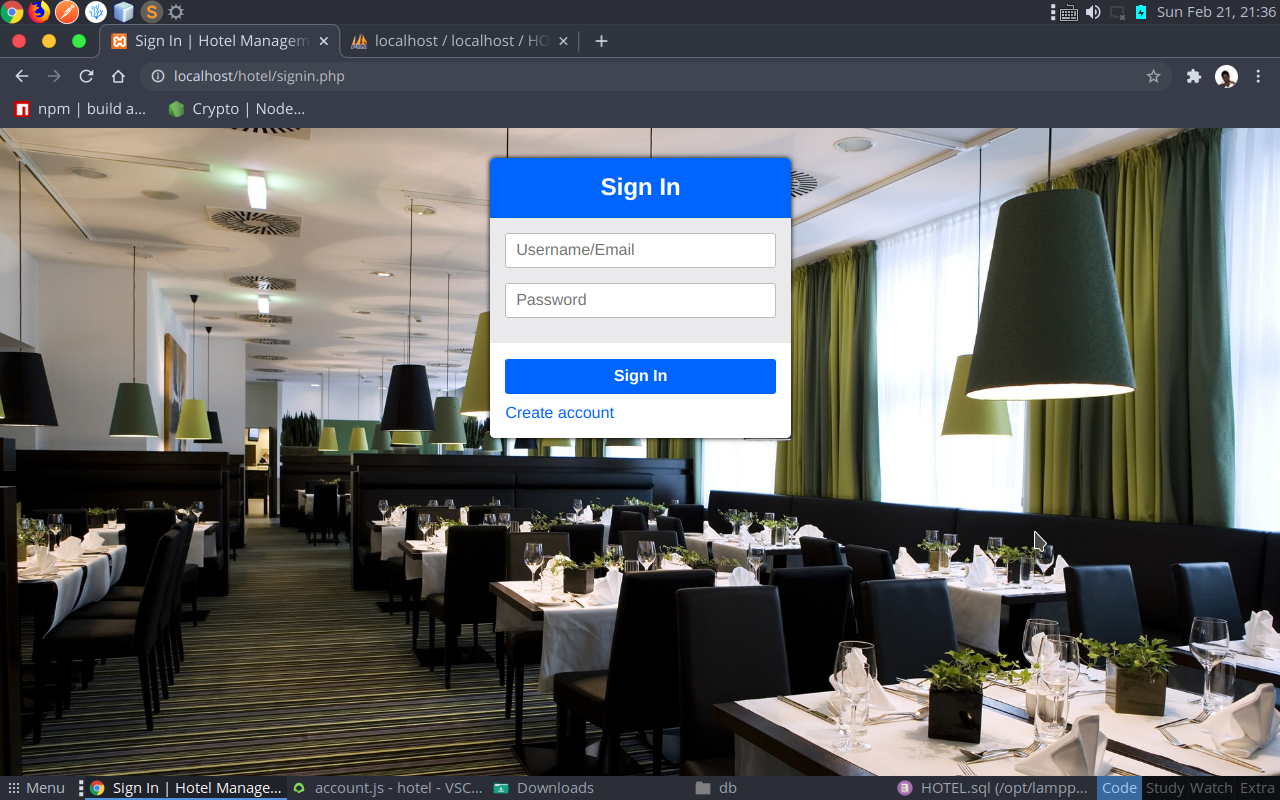 Sun Feb 21, 21:36
Sign In | Hotel Managem
localhost / localhost / HO
localhost/hotel/signin.php
npm | build a...
Crypto | Node...
Sign In
Username/Email
Password
Sign In
Create account
Menu
Sign In | Hotel Manage...
account.js - hotel - VSC...
Downloads
db
HOTEL.sql (/opt/lampp...
Code
Study
Watch
Extra